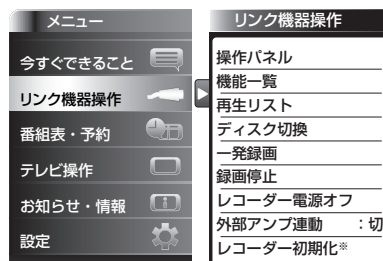 メニュー
今すぐできること
リンク機器操作
番組表・予約
テレビ操作
お知らせ・情報
設定
リンク機器操作
操作パネル
機能一覧
再生リスト
ディスク切換
一発録画
録画停止
レコーダー電源オフ
外部アンプ連動　：切
レコーダー初期化※